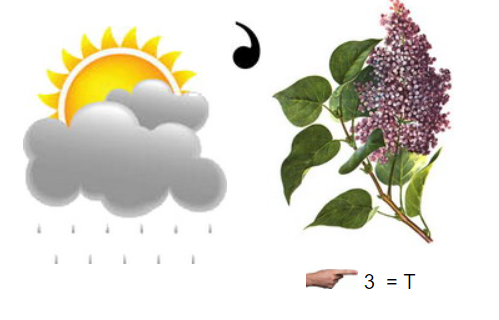 ,
3 = T